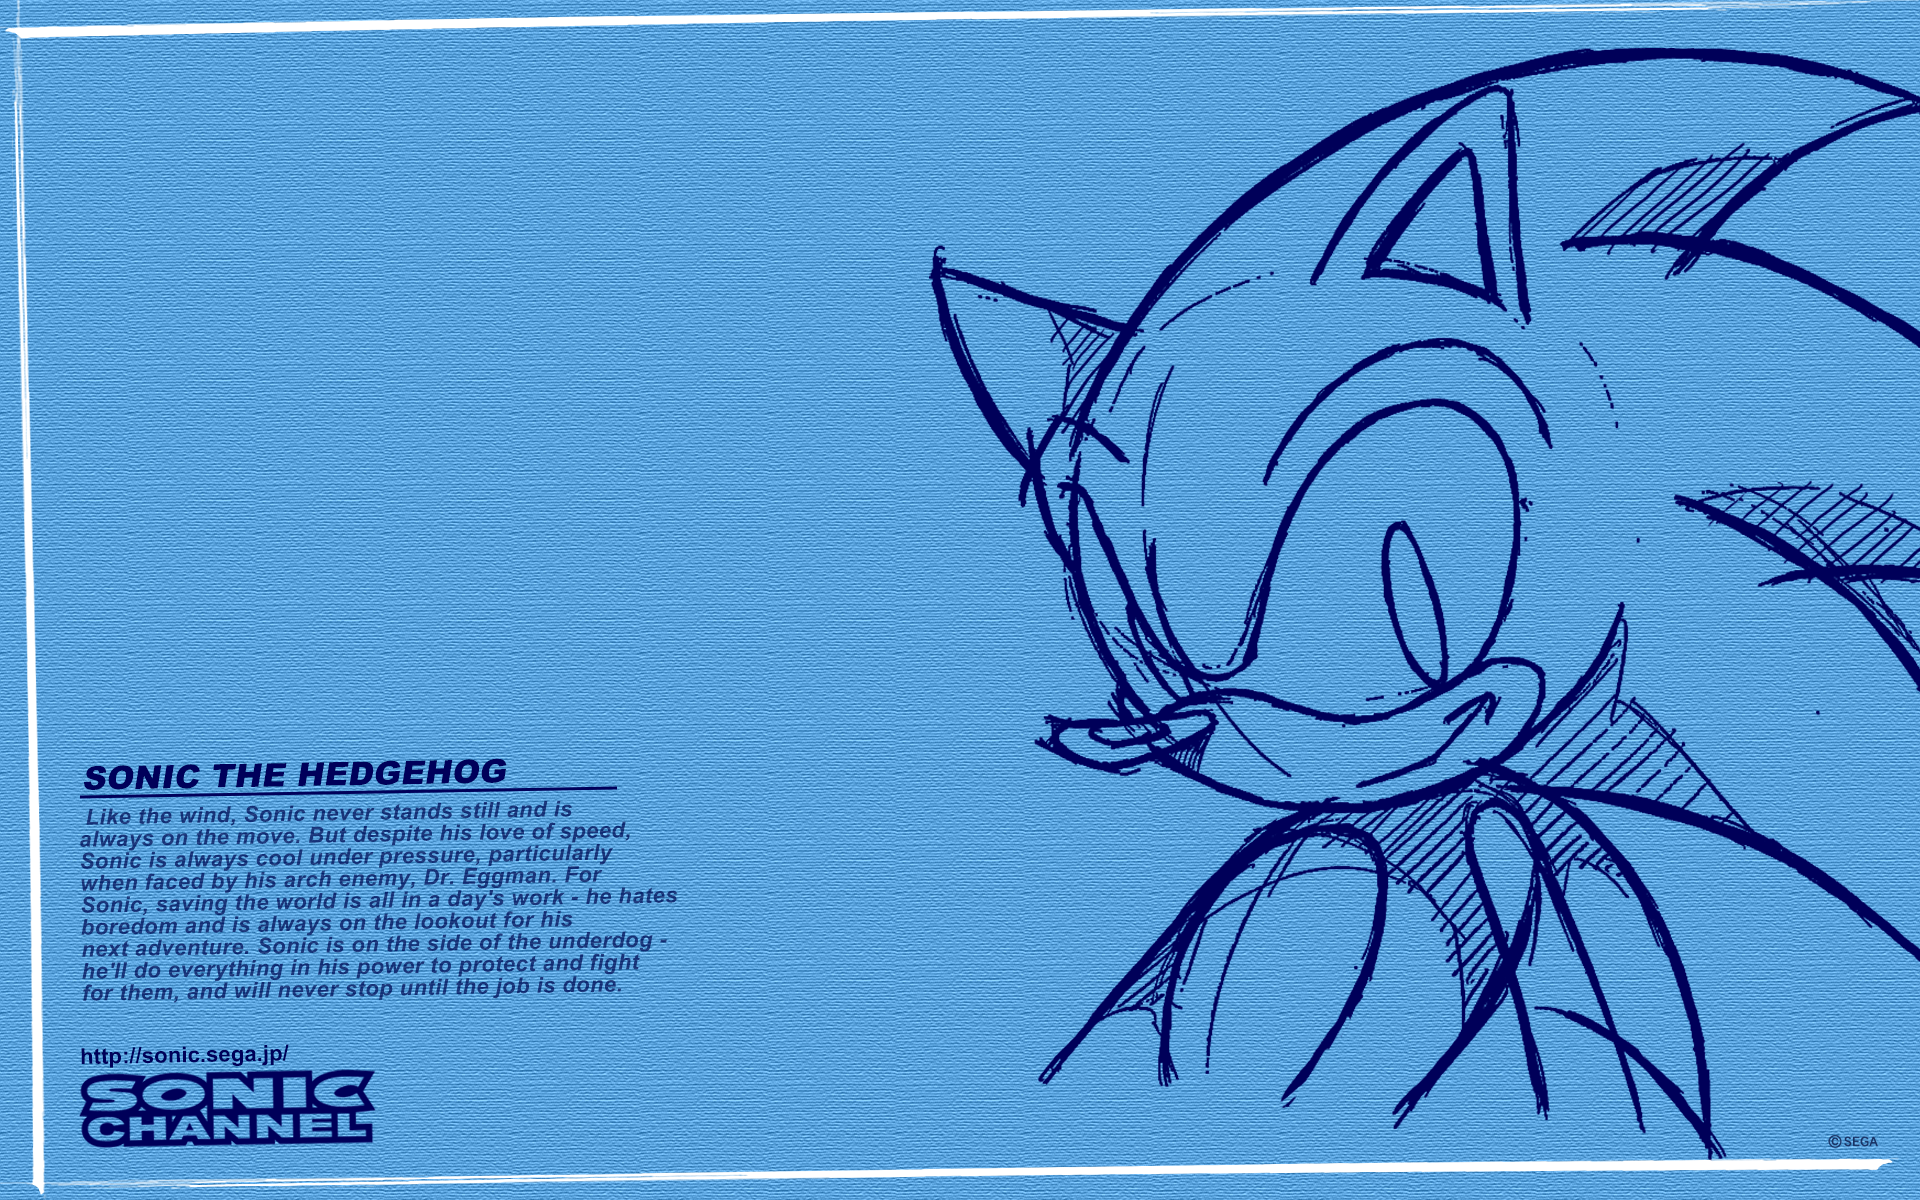 SONIC THE HEDGEHOG
Like the wind, Sonic never stands still and is
always on the move. But despite his love of speed,
Sonic is always cool under pressure, particularly
when faced by his arch enemy, Dr. Eggman. For
Sonic, saving the world is all in a day's work - he hates
boredom and is always on the lookout for his
next adventure. Sonic is on the side of the underdog -
he'll do everything in his power to protect and fight
for them, and will never stop until the job is done.
http://sonic.sega.jp/
SONIC
CHANNEL
©SEGA